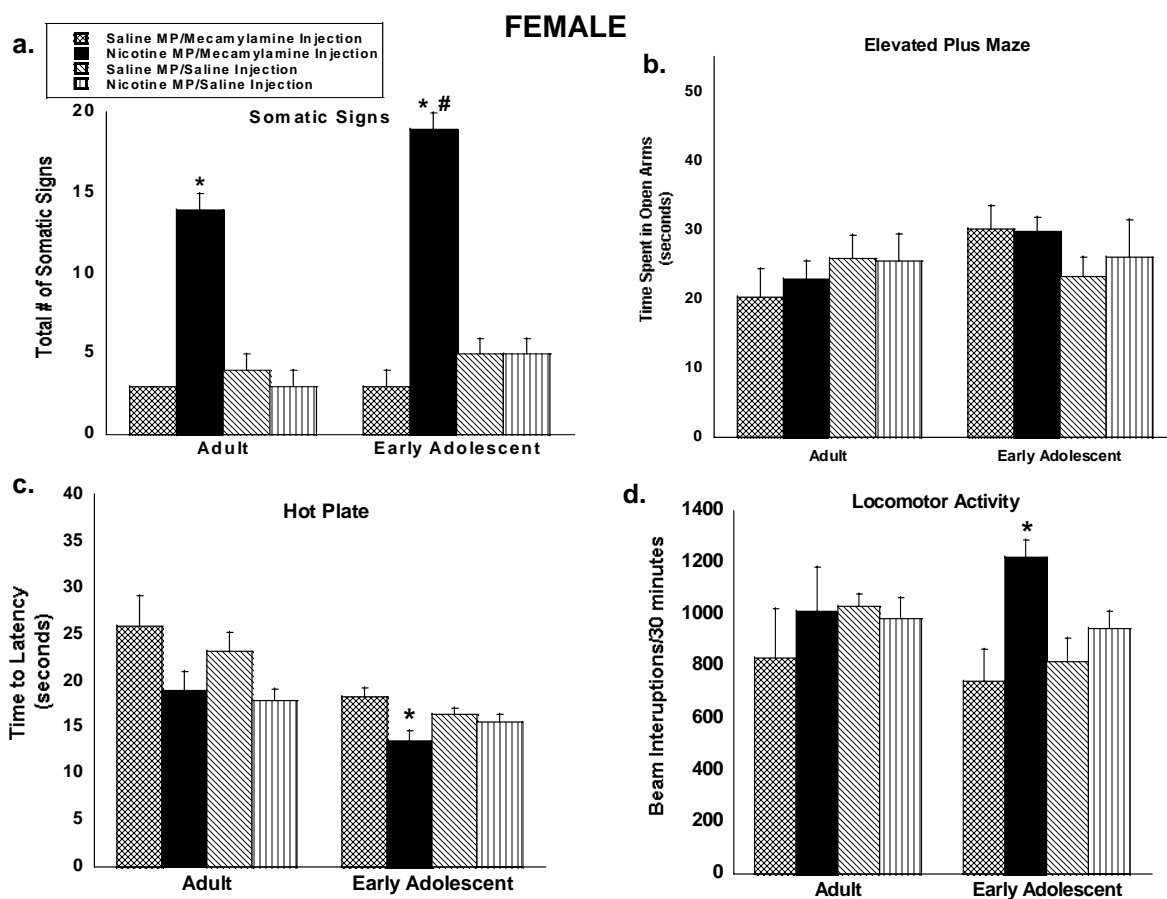 FEMALE
a.
Saline MP/Mecamylamine Injection
Nicotine MP/Mecamylamine Injection
Saline MP/Saline Injection
Nicotine MP/Saline Injection
Somatic Signs
Total # of Somatic Signs
20
15
10
5
0
*
* #
Adult
Early Adolescent
b.
Elevated Plus Maze
Time Spent in Open Arms
(seconds)
50
40
30
20
10
0
Adult
Early Adolescent
c.
Hot Plate
Time to Latency
(seconds)
40
35
30
25
20
15
10
5
0
*
Adult
Early Adolescent
d.
Locomotor Activity
Beam Interuptions/30 minutes
1400
1200
1000
800
600
400
200
0
*
Adult
Early Adolescent